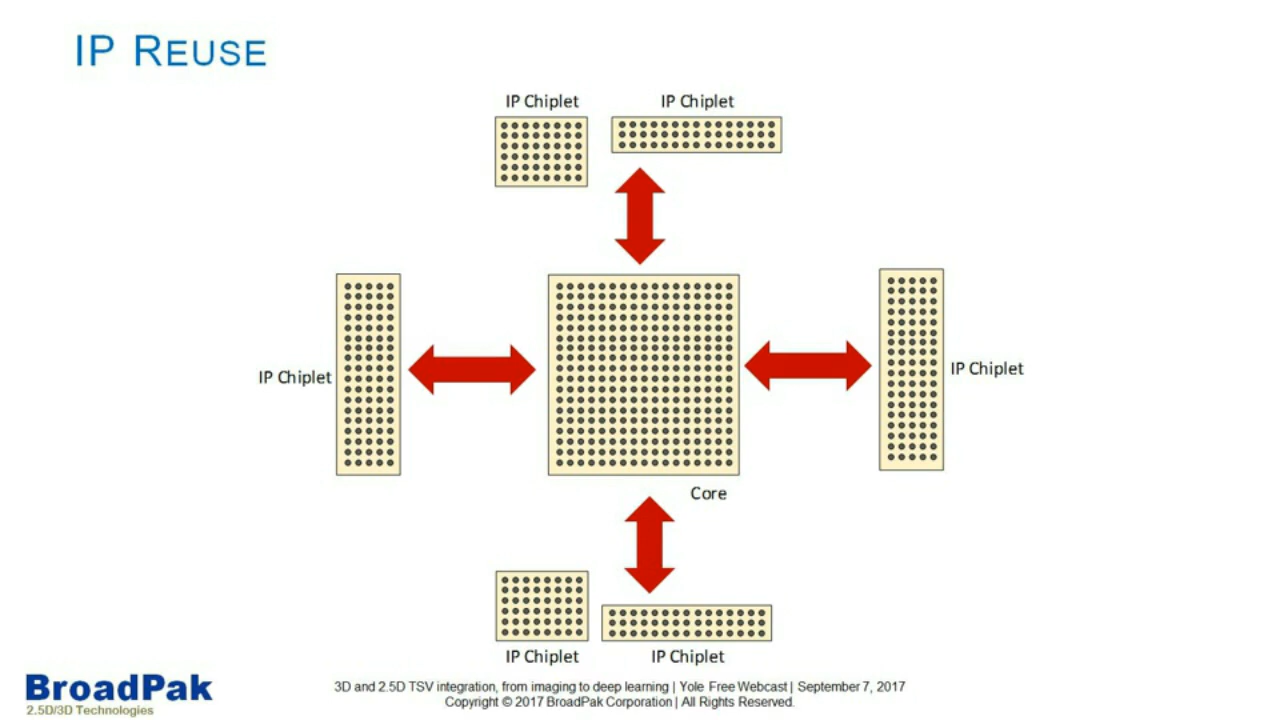 IP REUSE
IP Chiplet
IP Chiplet
IP Chiplet
IP Chiplet
Core
IP Chiplet
IP Chiplet
BroadPak
2.5D/3D Technologies
3D and 2.5D TSV integration, from imaging to deep learning | Yole Free Webcast | September 7, 2017
Copyright © 2017 BroadPak Corporation | All Rights Reserved.